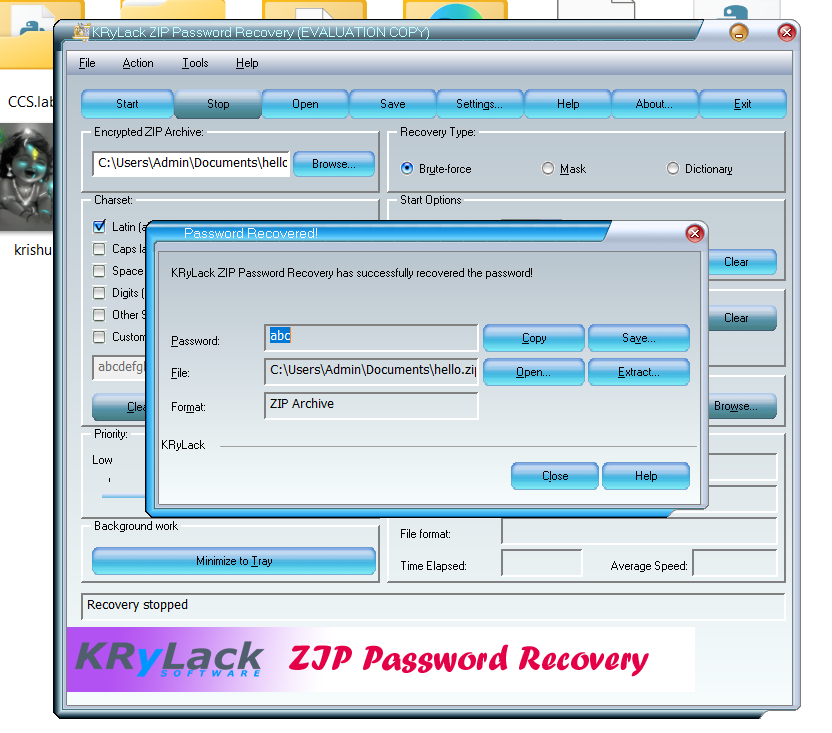 KRyLack ZIP Password Recovery (EVALUATION COPY)
File Action Tools Help
CCS.lab
Start Stop Open Save Settings... Help About... Exit
Encrypted ZIP Archive:
C:\Users\Admin\Documents\hello
Browse...
Recovery Type:
Brute-force Mask Dictionary
Charset:
Latin (a
Caps la
Space
Digits (
Other S
Custom
abcdefgh
Clea
Start Options
Clear
Clear
Browse...
krishu
Password Recovered!
KRyLack ZIP Password Recovery has successfully recovered the password!
Password: abc Copy Save...
File: C:\Users\Admin\Documents\hello.zip Open... Extract...
Format: ZIP Archive
KRyLack
Close Help
Priority:
Low
Background work
Minimize to Tray
File format:
Time Elapsed: Average Speed:
Recovery stopped
KRyLack
SOFTWARE
ZIP Password Recovery